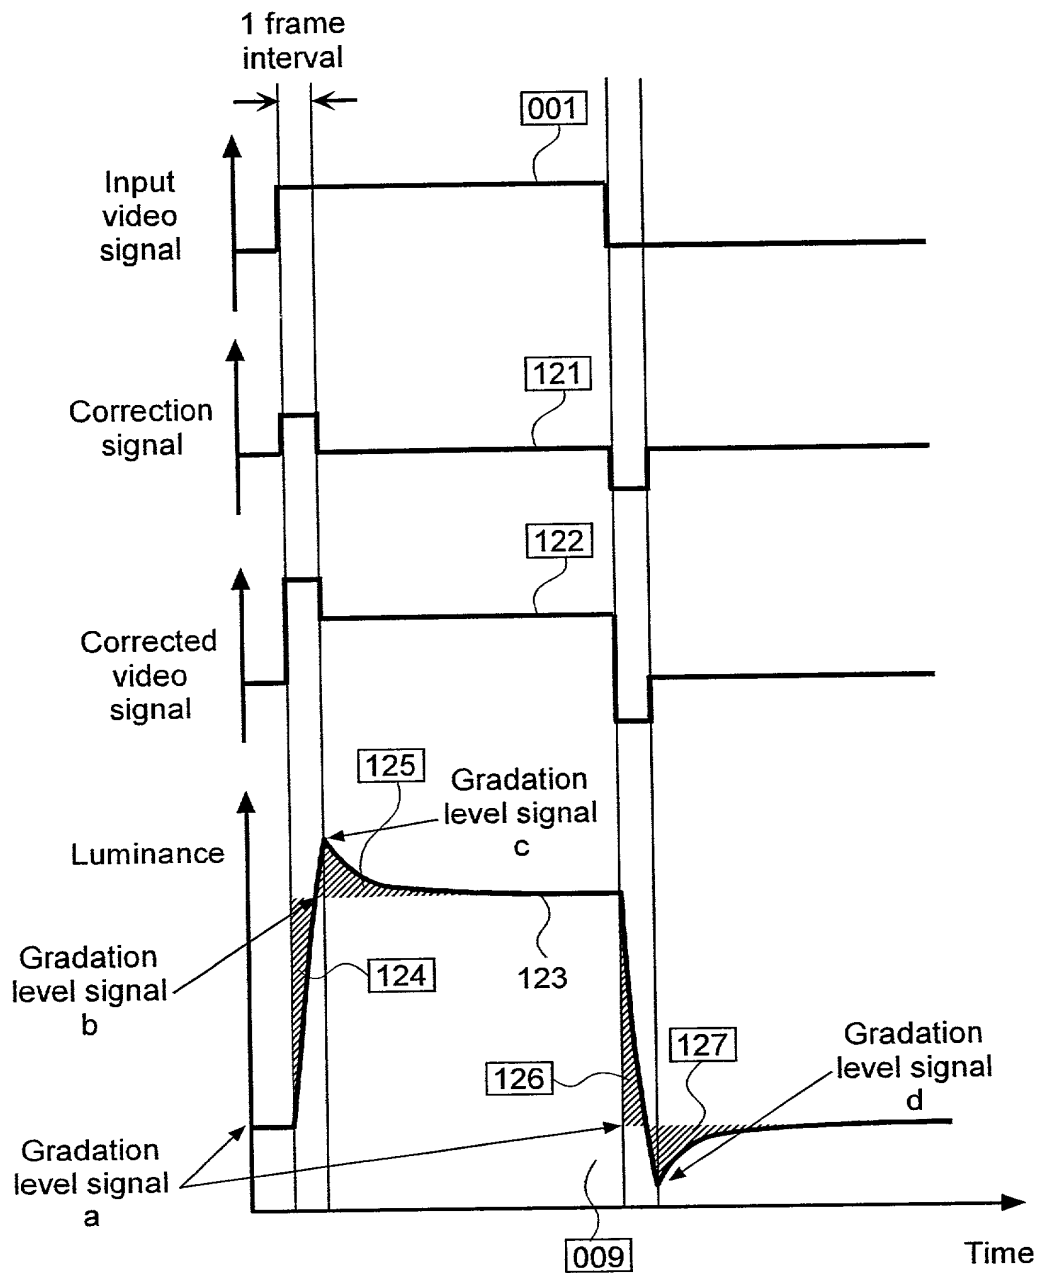 1 frame
interval
001
Input
video
signal
121
Correction
signal
122
Corrected
video
signal
125
Gradation
level signal
c
Luminance
Gradation
level signal
b
124
123
126
127
Gradation
level signal
d
Gradation
level signal
a
009
Time